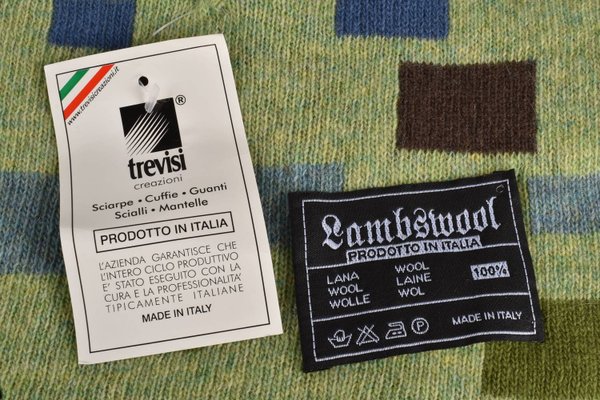 www.trevisicreazioni.it
®
trevisi
creazioni
Sciarpe • Cuffie • Guanti
Scialli • Mantelle
PRODOTTO IN ITALIA
L'AZIENDA GARANTISCE CHE
L'INTERO CICLO PRODUTTIVO
E' STATO ESEGUITO CON LA
CURA E LA PROFESSIONALITA'
TIPICAMENTE ITALIANE
MADE IN ITALY
Lambswool
PRODOTTO IN ITALIA
LANA WOOL
WOOL LAINE 100%
WOLLE WOL
P MADE IN ITALY